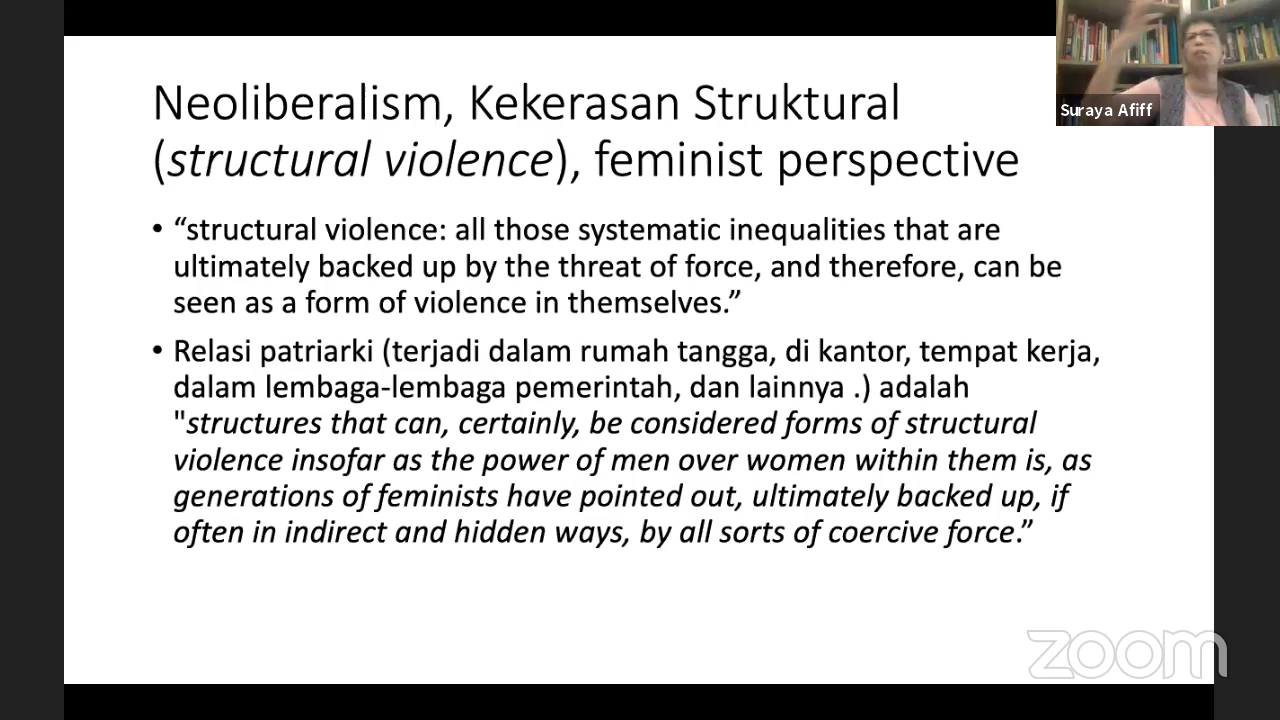 Neoliberalism, Kekerasan Struktural
(structural violence), feminist perspective
Suraya Afiff
• “structural violence: all those systematic inequalities that are
ultimately backed up by the threat of force, and therefore, can be
seen as a form of violence in themselves.”
• Relasi patriarki (terjadi dalam rumah tangga, di kantor, tempat kerja,
dalam lembaga-lembaga pemerintah, dan lainnya .) adalah
"structures that can, certainly, be considered forms of structural
violence insofar as the power of men over women within them is, as
generations of feminists have pointed out, ultimately backed up, if
often in indirect and hidden ways, by all sorts of coercive force.”
zoom